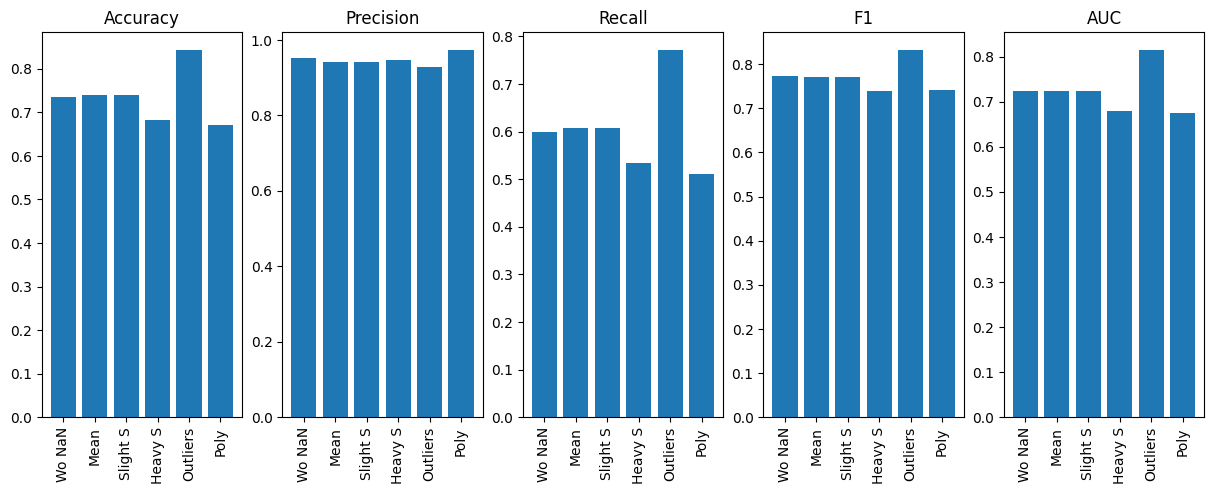 Accuracy
Precision
Recall
F1
AUC
0.8
0.7
0.6
0.5
0.4
0.3
0.2
0.1
0.0
Wo NaN
Mean
Slight S
Heavy S
Outliers
Poly
1.0
0.8
0.6
0.4
0.2
0.0
Wo NaN
Mean
Slight S
Heavy S
Outliers
Poly
0.8
0.7
0.6
0.5
0.4
0.3
0.2
0.1
0.0
Wo NaN
Mean
Slight S
Heavy S
Outliers
Poly
0.8
0.7
0.6
0.5
0.4
0.3
0.2
0.1
0.0
Wo NaN
Mean
Slight S
Heavy S
Outliers
Poly
0.8
0.7
0.6
0.5
0.4
0.3
0.2
0.1
0.0
Wo NaN
Mean
Slight S
Heavy S
Outliers
Poly